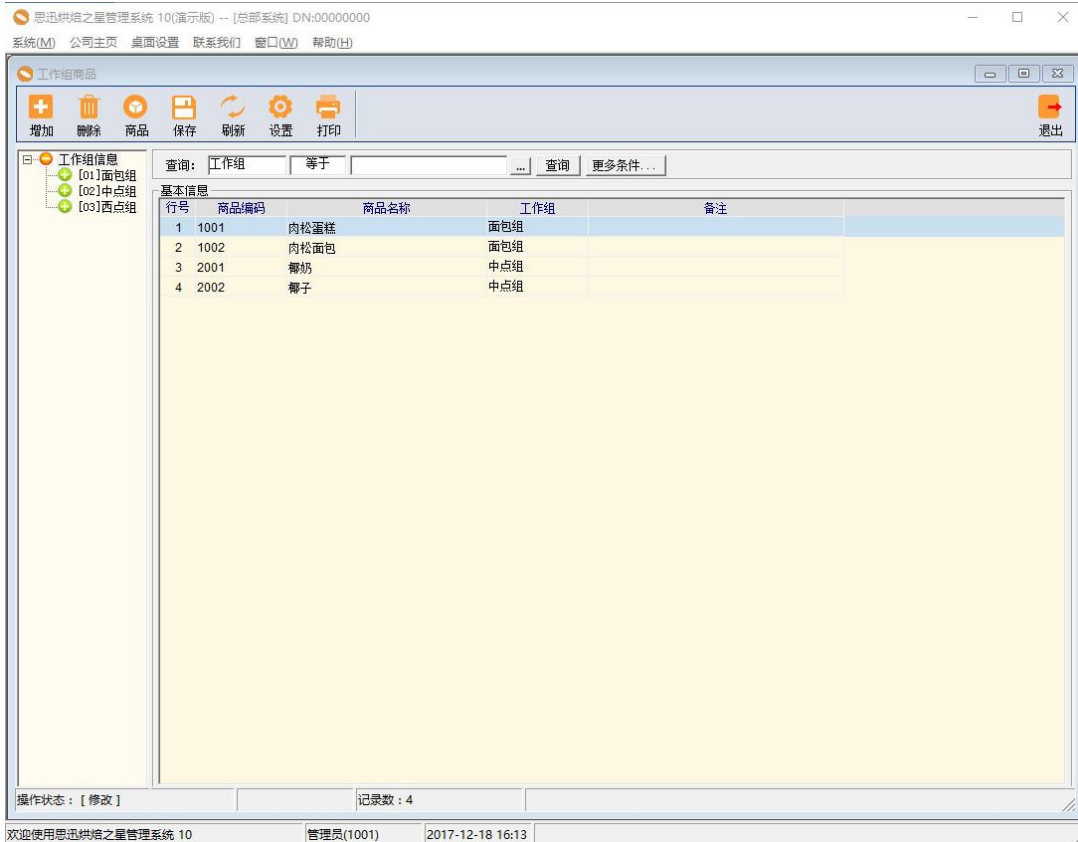 思迅烘焙之星管理系统 10(演示版) -- [总部系统] DN:00000000
系统(M) 公司主页 桌面设置 联系我们 窗口(W) 帮助(H)
工作组商品
增加 删除 商品 保存 刷新 设置 打印 退出
工作组信息
[01]面包组
[02]中点组
[03]西点组
查询: 工作组 等于 ... 查询 更多条件...
基本信息
行号 商品编码 商品名称 工作组 备注
1 1001 肉松蛋糕 面包组
2 1002 肉松面包 面包组
3 2001 椰奶 中点组
4 2002 椰子 中点组
操作状态：[ 修改 ] 记录数：4
欢迎使用思迅烘焙之星管理系统 10 管理员(1001) 2017-12-18 16:13